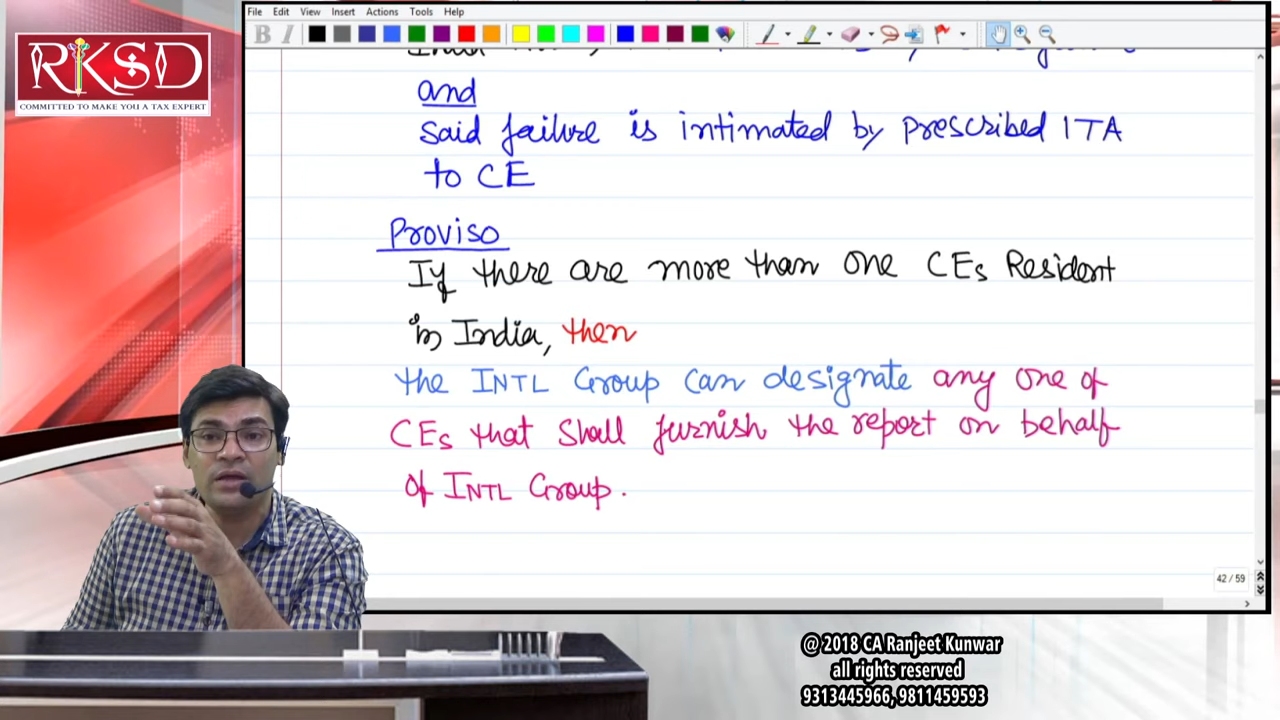 File Edit View Insert Actions Tools Help
B I
RKSD
COMMITTED TO MAKE YOU A TAX EXPERT
and
said failure is intimated by prescribed ITA
to CE
Proviso
If there are more than one CEs Resident
in India, then
the INTL Group can designate any one of
CEs that shall furnish the report on behalf
of INTL Group.
42 / 59
@ 2018 CA Ranjeet Kunwar
all rights reserved
9313445966, 9811459593